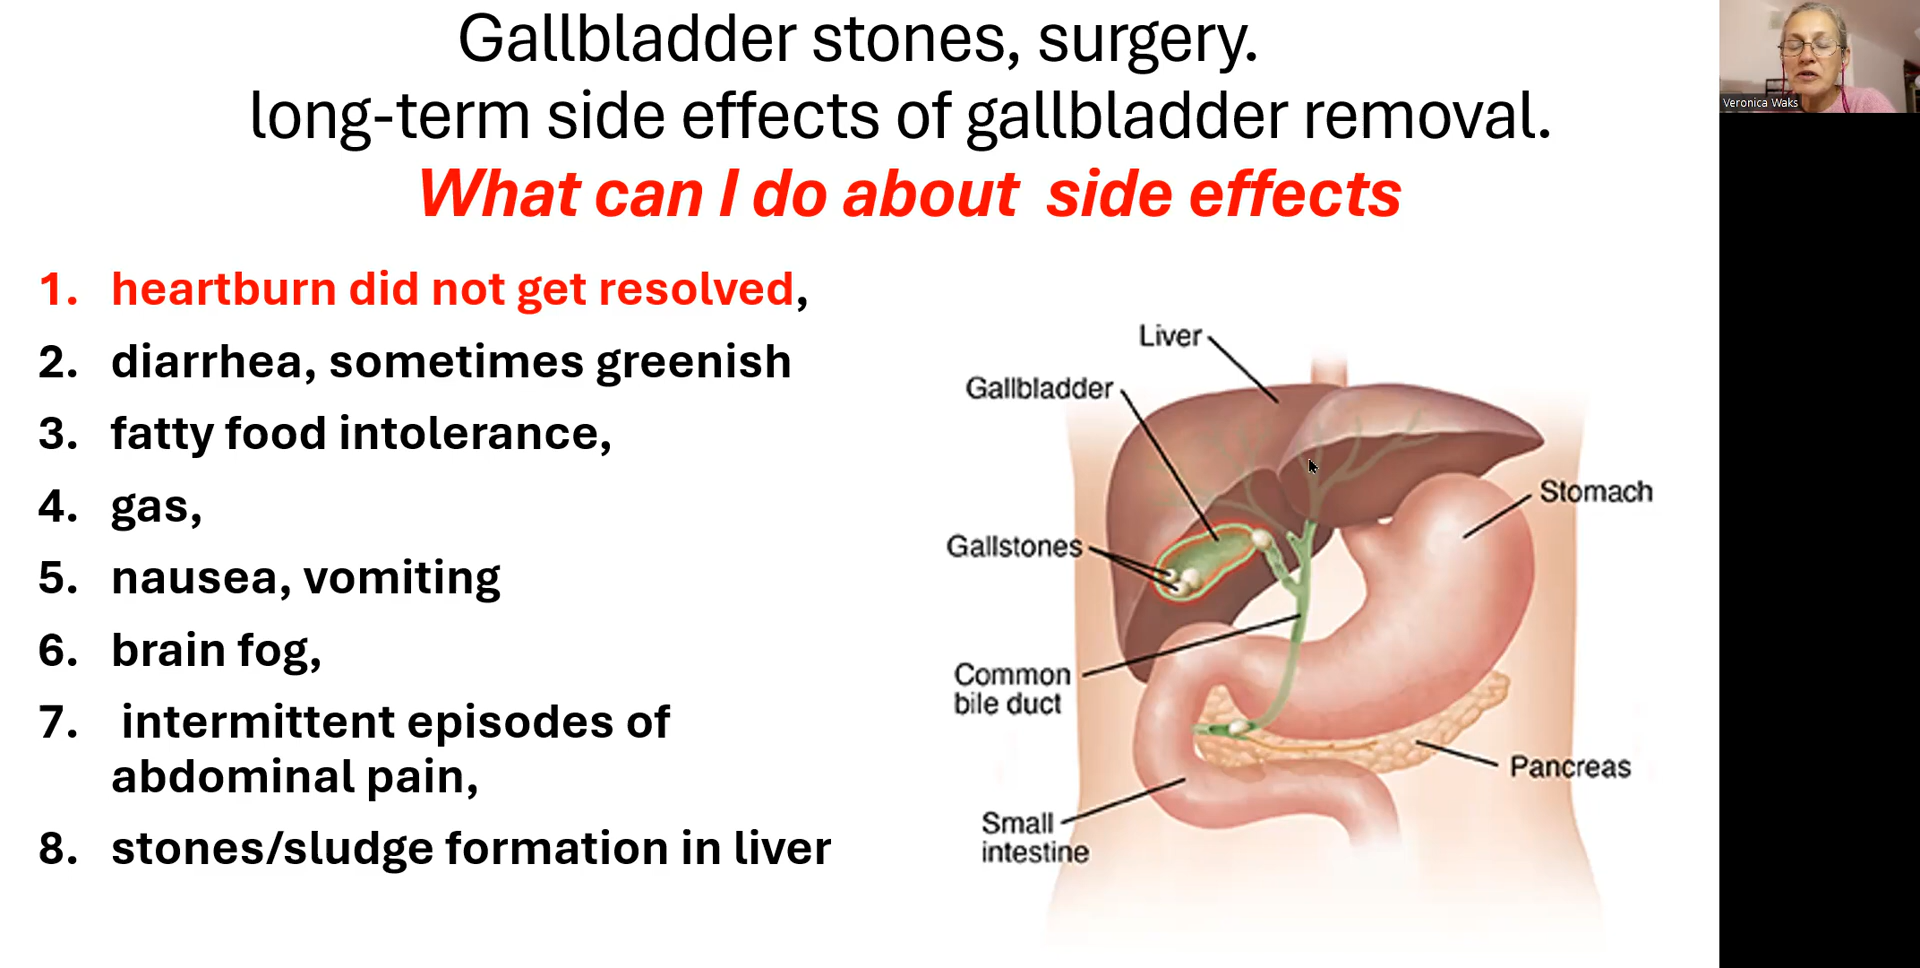 Gallbladder stones, surgery.
long-term side effects of gallbladder removal.
What can I do about  side effects
1. heartburn did not get resolved,
2. diarrhea, sometimes greenish
3. fatty food intolerance,
4. gas,
5. nausea, vomiting
6. brain fog,
7. intermittent episodes of
abdominal pain,
8. stones/sludge formation in liver
Liver
Gallbladder
Stomach
Gallstones
Common
bile duct
Pancreas
Small
intestine
Veronica Waks